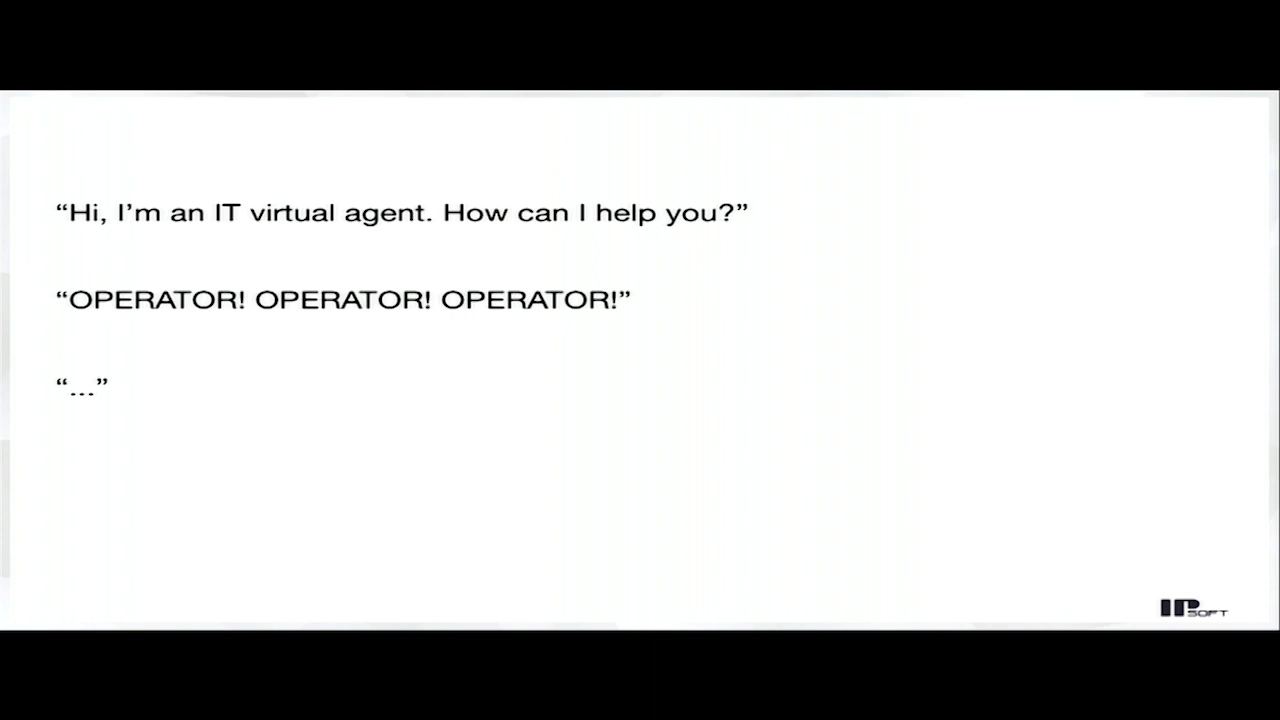 “Hi, I’m an IT virtual agent. How can I help you?”
“OPERATOR! OPERATOR! OPERATOR!”
“...”
IPSOFT